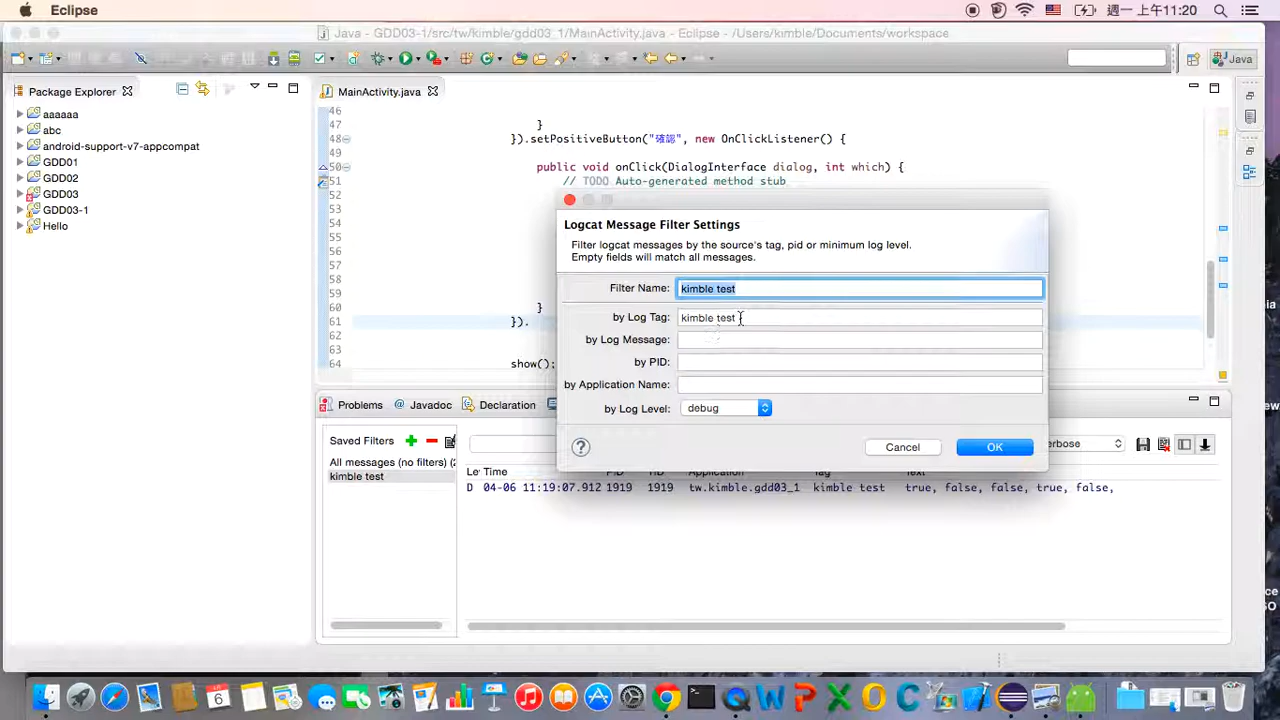 Eclipse
週一 上午11:20
Java - GDD03-1/src/tw/kimble/gdd03_1/MainActivity.java - Eclipse - /Users/kimble/Documents/workspace
Java
Package Explorer
MainActivity.java
aaaaaa
abc
android-support-v7-appcompat
GDD01
GDD02
GDD03
GDD03-1
Hello
46
47 }
48 }).setPositiveButton("確認", new OnClickListener() {
49
50 public void onClick(DialogInterface dialog, int which) {
51 // TODO Auto-generated method stub
52
53
54
55
56
57
58
59
60 }
61 }).
62
63
64 show();
Logcat Message Filter Settings
Filter logcat messages by the source's tag, pid or minimum log level.
Empty fields will match all messages.
Filter Name: kimble test
by Log Tag: kimble test
by Log Message:
by PID:
by Application Name:
by Log Level: debug
Cancel OK
Problems
Javadoc
Declaration
Saved Filters
All messages (no filters) (2
kimble test
erbose
Le Time PID TID Application Tag Text
D 04-06 11:19:07.912 1919 1919 tw.kimble.gdd03_1 kimble test true, false, false, true, false,
6